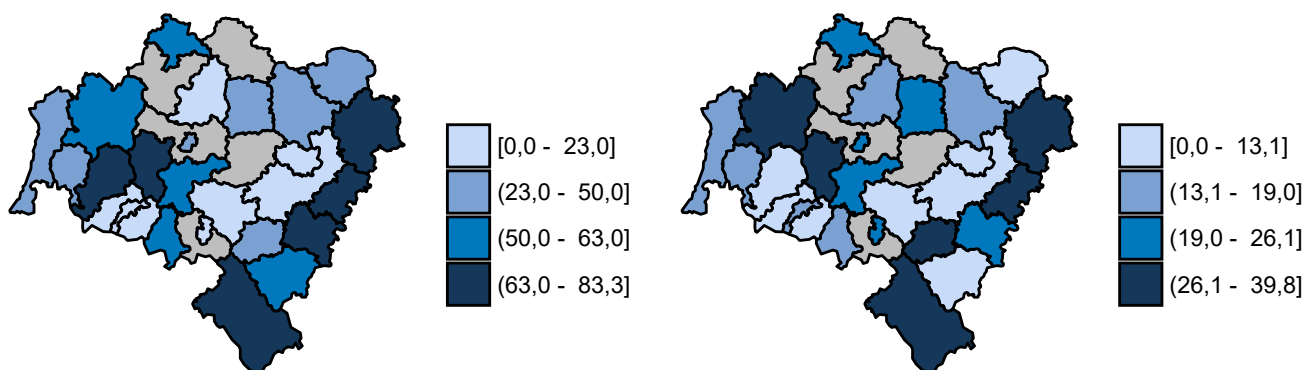 [0,0 - 23,0]
(23,0 - 50,0]
(50,0 - 63,0]
(63,0 - 83,3]
[0,0 - 13,1]
(13,1 - 19,0]
(19,0 - 26,1]
(26,1 - 39,8]